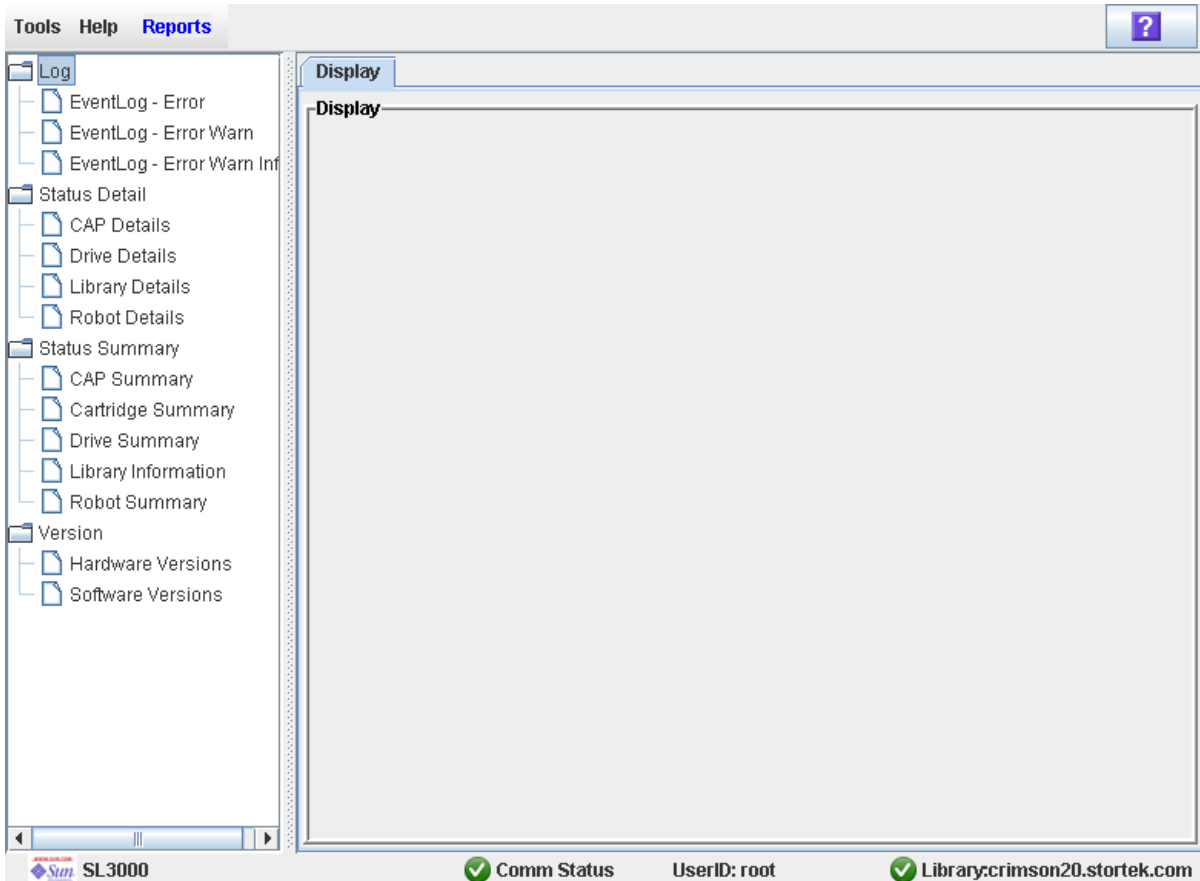 Tools Help Reports
?
Log
EventLog - Error
EventLog - Error Warn
EventLog - Error Warn Inf
Status Detail
CAP Details
Drive Details
Library Details
Robot Details
Status Summary
CAP Summary
Cartridge Summary
Drive Summary
Library Information
Robot Summary
Version
Hardware Versions
Software Versions
Display
Display
Sun SL3000
Comm Status
UserID: root
Library:crimson20.stortek.com